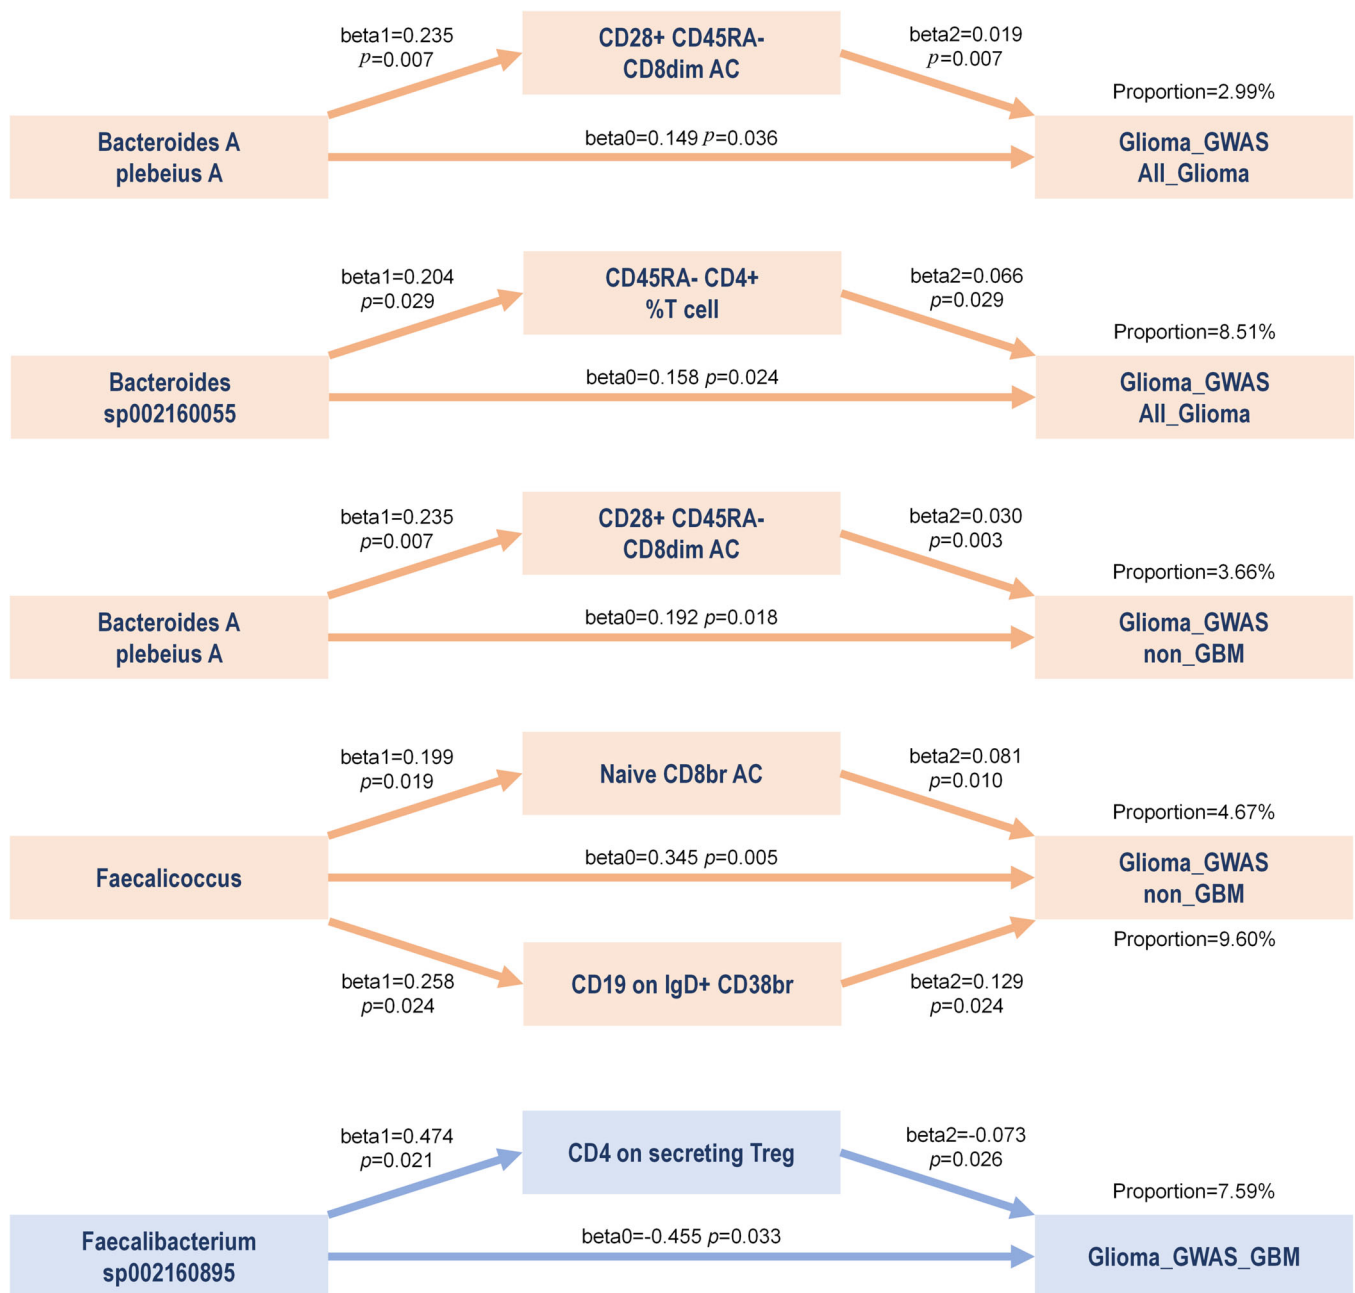 beta1=0.235
p=0.007
CD28+ CD45RA-
CD8dim AC
beta2=0.019
p=0.007
Proportion=2.99%
Bacteroides A
plebeius A
beta0=0.149 p=0.036
Glioma_GWAS
All_Glioma
beta1=0.204
p=0.029
CD45RA- CD4+
%T cell
beta2=0.066
p=0.029
Proportion=8.51%
Bacteroides
sp002160055
beta0=0.158 p=0.024
Glioma_GWAS
All_Glioma
beta1=0.235
p=0.007
CD28+ CD45RA-
CD8dim AC
beta2=0.030
p=0.003
Proportion=3.66%
Bacteroides A
plebeius A
beta0=0.192 p=0.018
Glioma_GWAS
non_GBM
beta1=0.199
p=0.019
Naive CD8br AC
beta2=0.081
p=0.010
Proportion=4.67%
Faecalicoccus
beta0=0.345 p=0.005
Glioma_GWAS
non_GBM
Proportion=9.60%
beta1=0.258
p=0.024
CD19 on IgD+ CD38br
beta2=0.129
p=0.024
beta1=0.474
p=0.021
CD4 on secreting Treg
beta2=-0.073
p=0.026
Proportion=7.59%
Faecalibacterium
sp002160895
beta0=-0.455 p=0.033
Glioma_GWAS_GBM